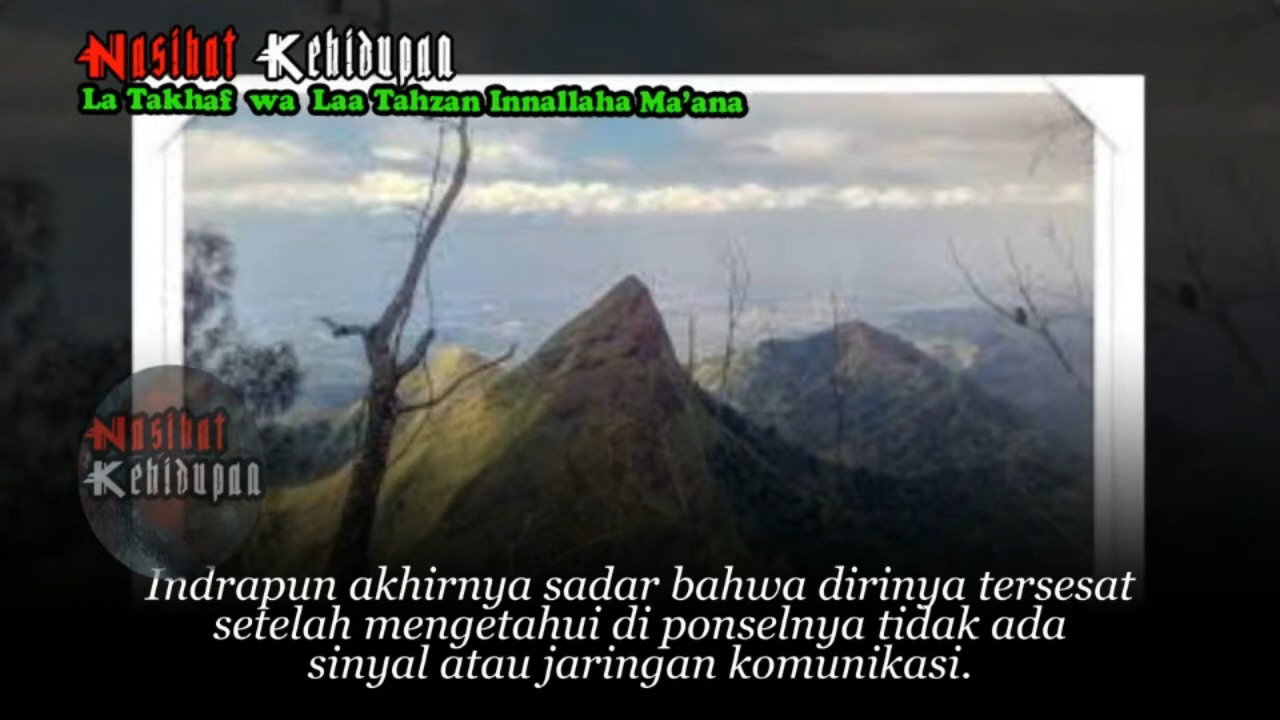 Nasihat Kehidupan
La Takhaf wa Laa Tahzan Innallaha Ma'ana
Nasihat
Kehidupan
Indrapun akhirnya sadar bahwa dirinya tersesat
setelah mengetahui di ponselnya tidak ada
sinyal atau jaringan komunikasi.